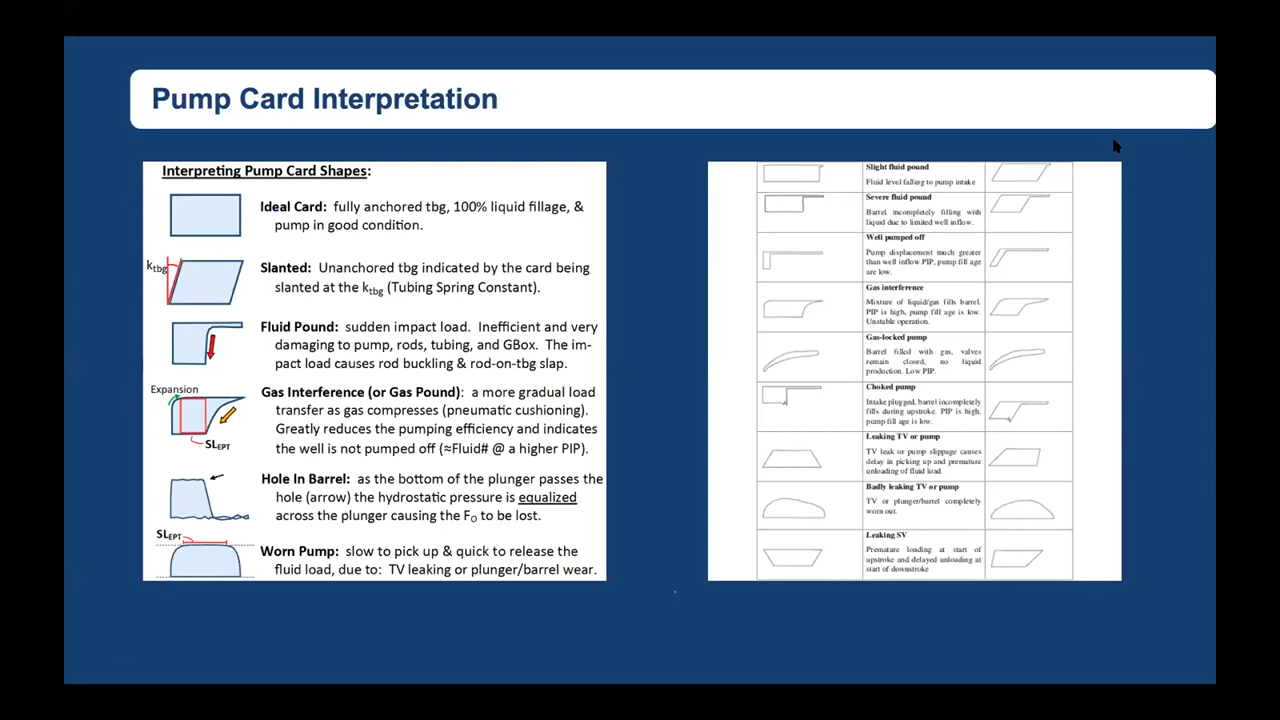 Pump Card Interpretation
Interpreting Pump Card Shapes:
Ideal Card: fully anchored tbg, 100% liquid fillage, &
pump in good condition.
ktbg
Slanted: Unanchored tbg indicated by the card being
slanted at the ktbg (Tubing Spring Constant).
Fluid Pound: sudden impact load. Inefficient and very
damaging to pump, rods, tubing, and GBox. The im-
pact load causes rod buckling & rod-on-tbg slap.
Expansion
SLEPT
Gas Interference (or Gas Pound): a more gradual load
transfer as gas compresses (pneumatic cushioning).
Greatly reduces the pumping efficiency and indicates
the well is not pumped off (≈Fluid# @ a higher PIP).
Hole In Barrel: as the bottom of the plunger passes the
hole (arrow) the hydrostatic pressure is equalized
across the plunger causing the FO to be lost.
SLEPT
Worn Pump: slow to pick up & quick to release the
fluid load, due to: TV leaking or plunger/barrel wear.
Slight fluid pound
Fluid level falling to pump intake
Severe fluid pound
Barrel incompletely filling with
liquid due to limited well inflow.
Well pumped off
Pump displacement much greater
than well inflow.PIP, pump fill age
are low.
Gas interference
Mixture of liquid/gas fills barrel.
PIP is high, pump fill age is low.
Unstable operation.
Gas-locked pump
Barrel filled with gas, valves
remain closed, no liquid
production. Low PIP.
Choked pump
Intake plugged, barrel incompletely
fills during upstroke. PIP is high,
pump fill age is low.
Leaking TV or pump
TV leak or pump slippage causes
delay in picking up and premature
unloading of fluid load.
Badly leaking TV or pump
TV or plunger/barrel completely
worn out.
Leaking SV
Premature loading at start of
upstroke and delayed unloading at
start of downstroke